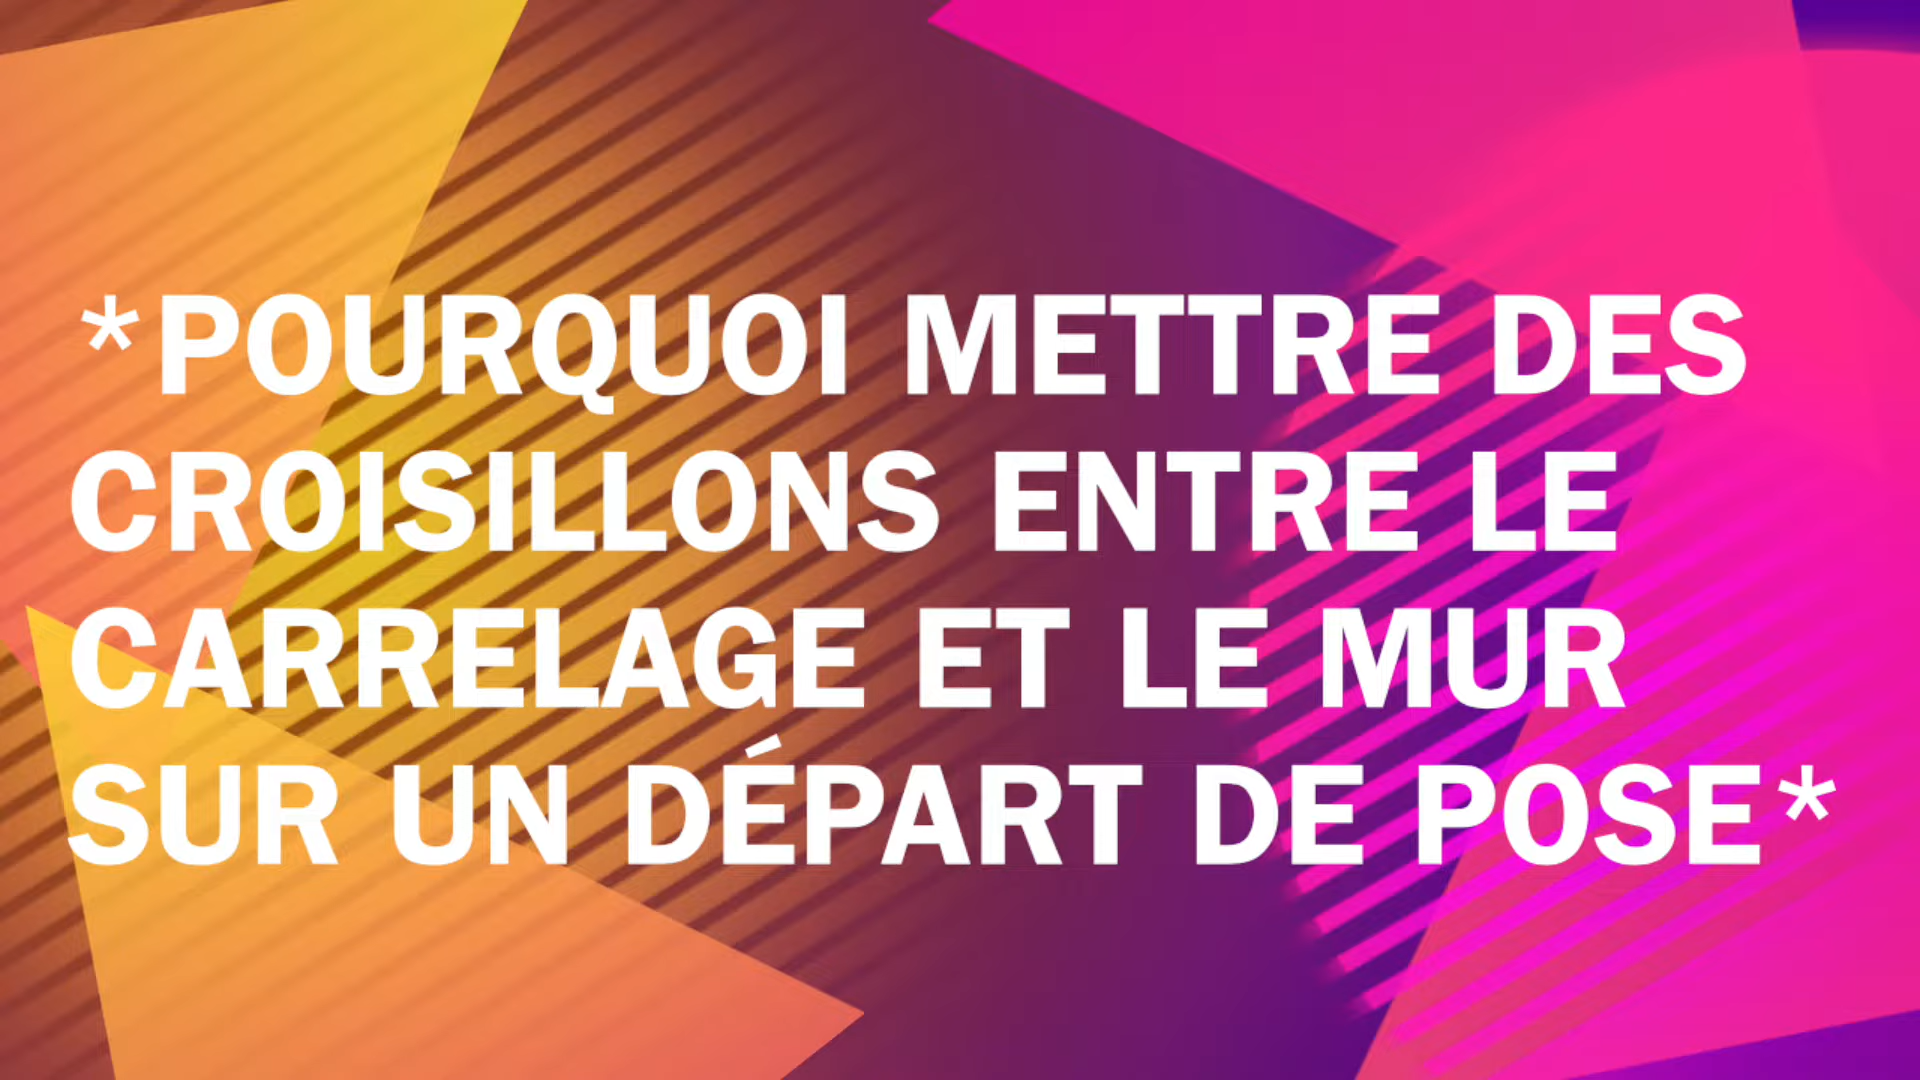 *POURQUOI METTRE DES
CROISILLONS ENTRE LE
CARRELAGE ET LE MUR
SUR UN DÉPART DE POSE*